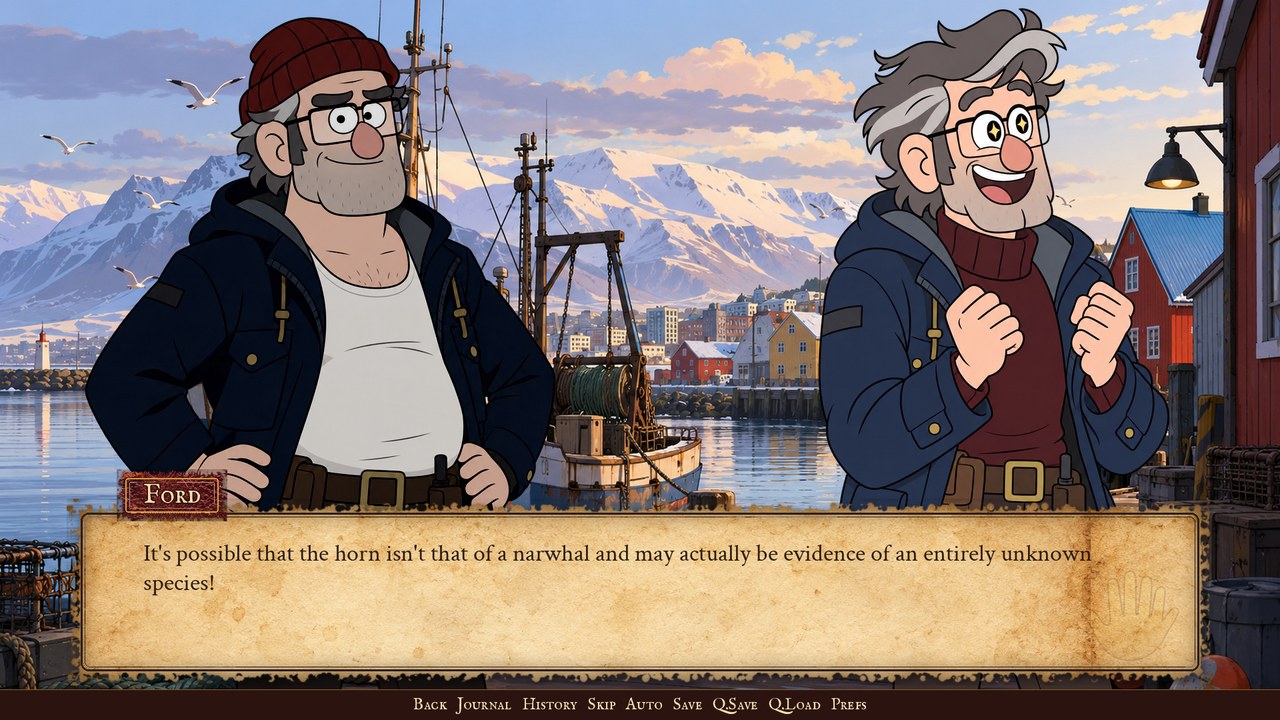 Ford
It's possible that the horn isn't that of a narwhal and may actually be evidence of an entirely unknown
species!
Back Journal History Skip Auto Save Q.Save Q.Load Prefs